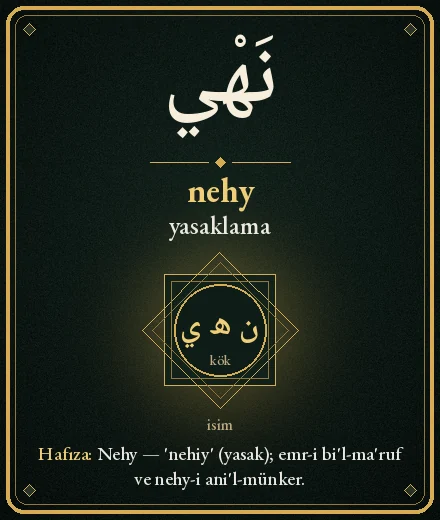 نَهْي
nehy
yasaklama
ن ه ي
kök
isim
Hafıza: Nehy — 'nehiy' (yasak); emr-i bi'l-ma'ruf
ve nehy-i ani'l-münker.